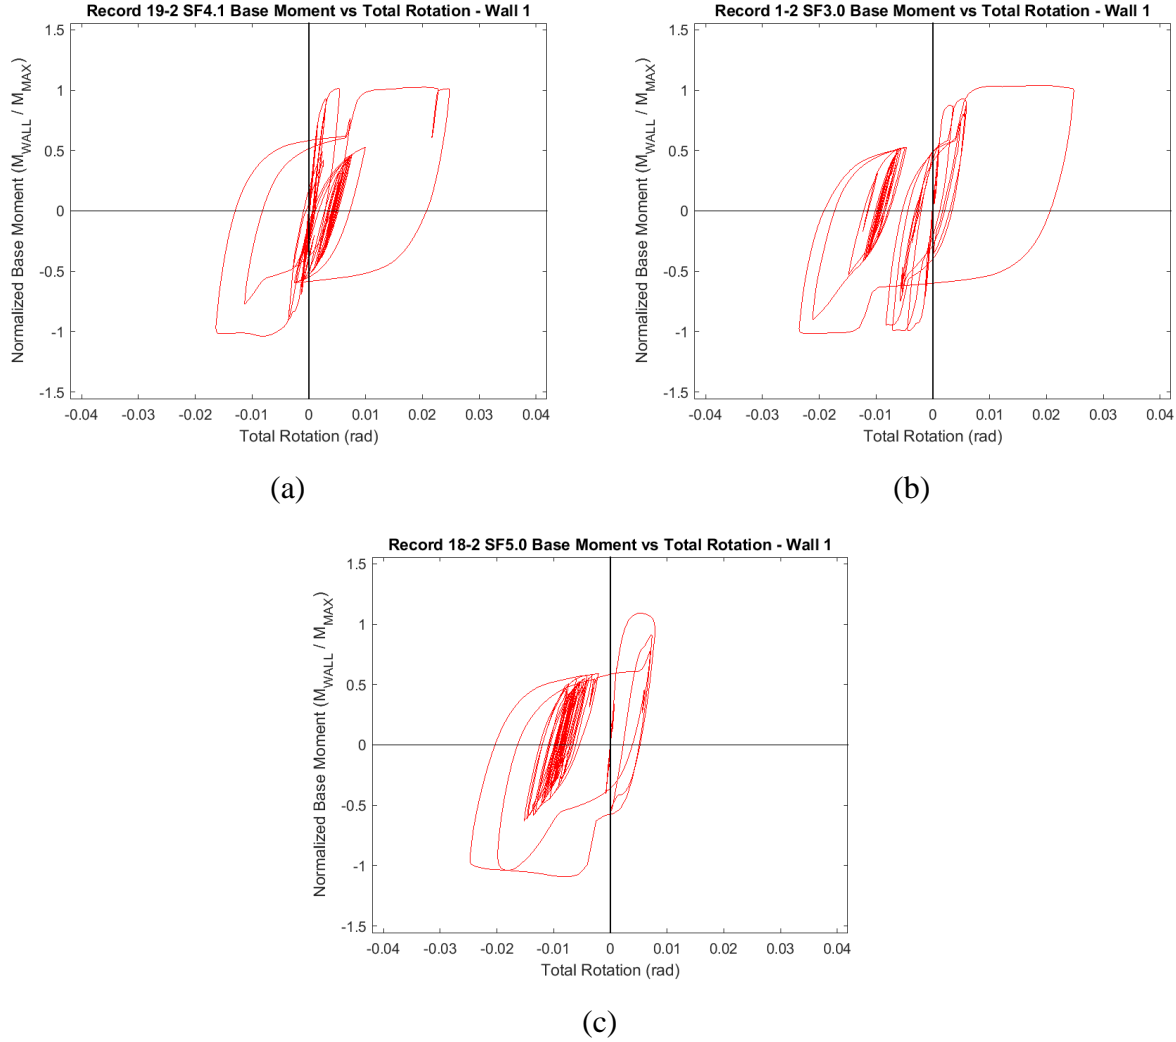 Record 19-2 SF4.1 Base Moment vs Total Rotation - Wall 1
Normalized Base Moment (M_WALL / M_MAX)
1.5
1
0.5
0
-0.5
-1
-1.5
-0.04 -0.03 -0.02 -0.01 0 0.01 0.02 0.03 0.04
Total Rotation (rad)
(a)
Record 1-2 SF3.0 Base Moment vs Total Rotation - Wall 1
Normalized Base Moment (M_WALL / M_MAX)
1.5
1
0.5
0
-0.5
-1
-1.5
-0.04 -0.03 -0.02 -0.01 0 0.01 0.02 0.03 0.04
Total Rotation (rad)
(b)
Record 18-2 SF5.0 Base Moment vs Total Rotation - Wall 1
Normalized Base Moment (M_WALL / M_MAX)
1.5
1
0.5
0
-0.5
-1
-1.5
-0.04 -0.03 -0.02 -0.01 0 0.01 0.02 0.03 0.04
Total Rotation (rad)
(c)